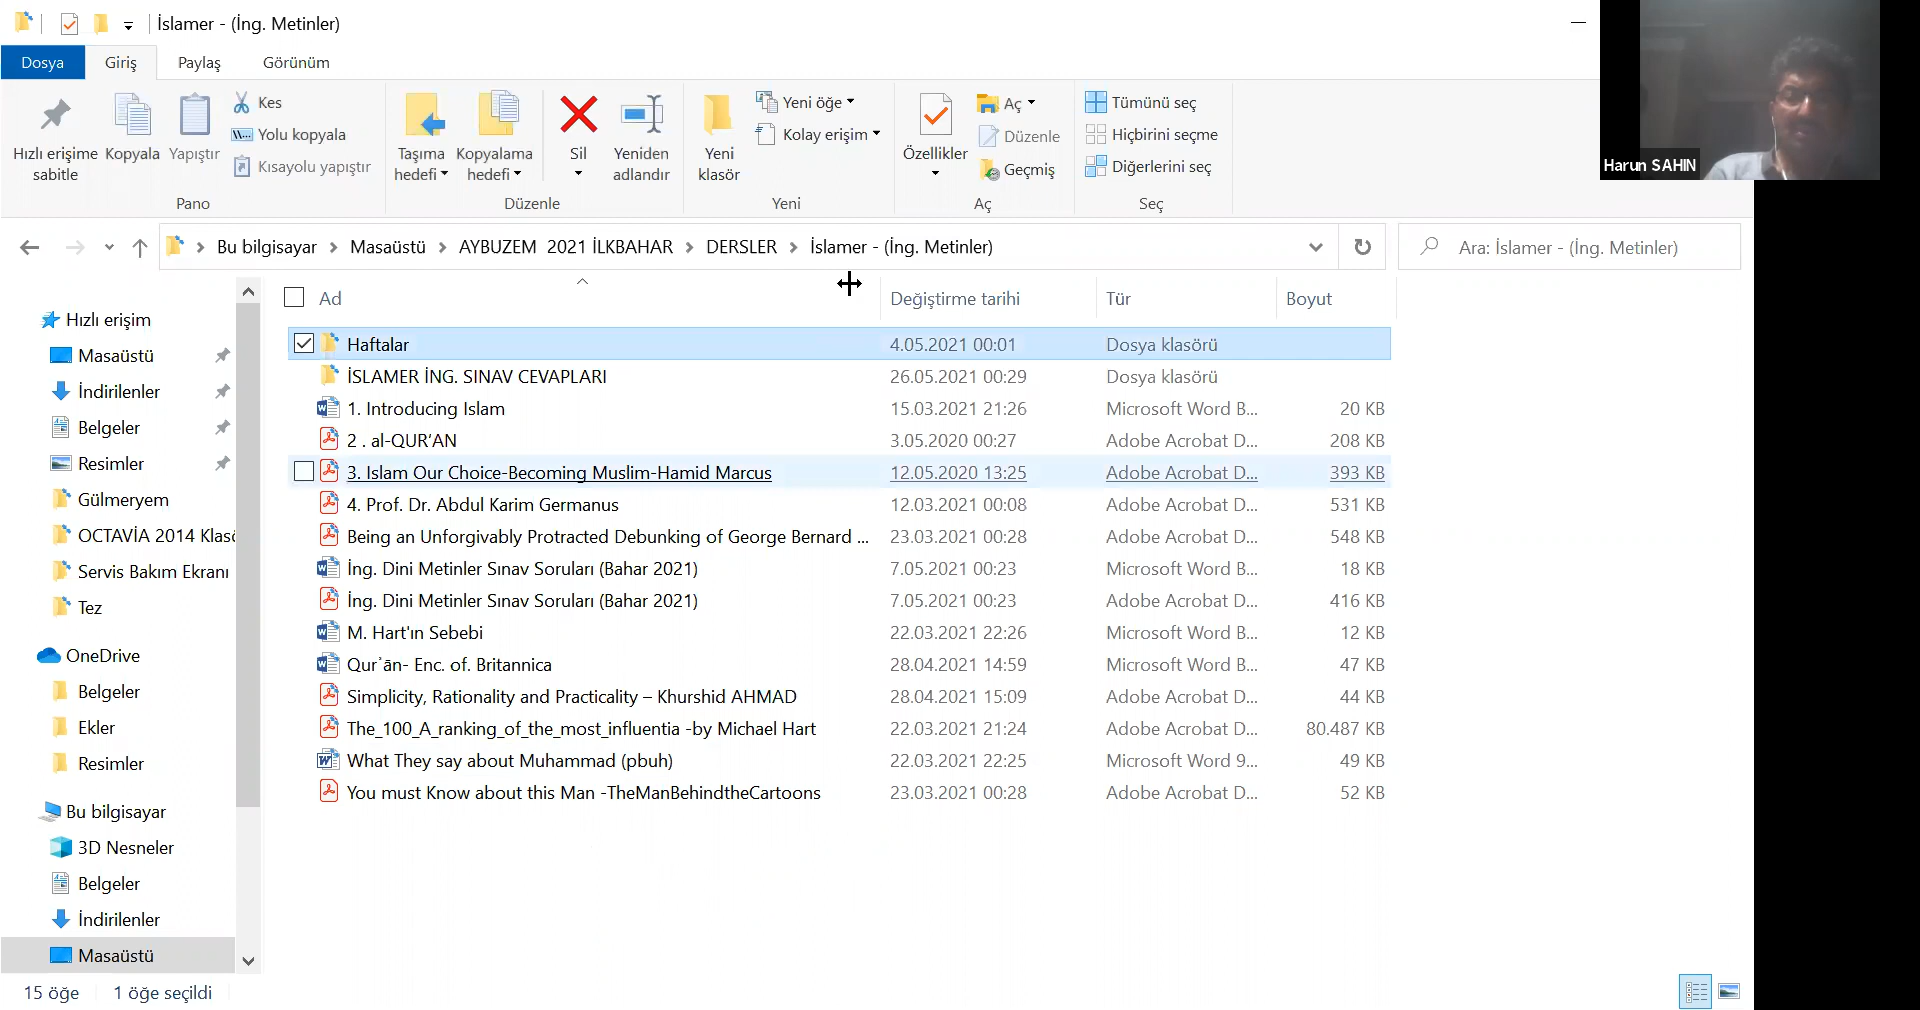 İslamer - (İng. Metinler)
Dosya
Giriş
Paylaş
Görünüm
Hızlı erişime sabitle
Kopyala
Yapıştır
Kes
Yolu kopyala
Kısayolu yapıştır
Pano
Taşıma hedefi
Kopyalama hedefi
Sil
Yeniden adlandır
Düzenle
Yeni klasör
Yeni öğe
Kolay erişim
Yeni
Özellikler
Aç
Düzenle
Geçmiş
Aç
Tümünü seç
Hiçbirini seçme
Diğerlerini seç
Seç
Harun SAHIN
Bu bilgisayar > Masaüstü > AYBUZEM 2021 İLKBAHAR > DERSLER > İslamer - (İng. Metinler)
Ara: İslamer - (İng. Metinler)
Hızlı erişim
Masaüstü
İndirilenler
Belgeler
Resimler
Gülmeryem
OCTAVİA 2014 Klas
Servis Bakım Ekranı
Tez
OneDrive
Belgeler
Ekler
Resimler
Bu bilgisayar
3D Nesneler
Belgeler
İndirilenler
Masaüstü
Ad Değiştirme tarihi Tür Boyut
Haftalar 4.05.2021 00:01 Dosya klasörü
İSLAMER İNG. SINAV CEVAPLARI 26.05.2021 00:29 Dosya klasörü
1. Introducing Islam 15.03.2021 21:26 Microsoft Word B... 20 KB
2 . al-QUR’AN 3.05.2020 00:27 Adobe Acrobat D... 208 KB
3. Islam Our Choice-Becoming Muslim-Hamid Marcus 12.05.2020 13:25 Adobe Acrobat D... 393 KB
4. Prof. Dr. Abdul Karim Germanus 12.03.2021 00:08 Adobe Acrobat D... 531 KB
Being an Unforgivably Protracted Debunking of George Bernard ... 23.03.2021 00:28 Adobe Acrobat D... 548 KB
İng. Dini Metinler Sınav Soruları (Bahar 2021) 7.05.2021 00:23 Microsoft Word B... 18 KB
İng. Dini Metinler Sınav Soruları (Bahar 2021) 7.05.2021 00:23 Adobe Acrobat D... 416 KB
M. Hart'ın Sebebi 22.03.2021 22:26 Microsoft Word B... 12 KB
Qurʾān- Enc. of. Britannica 28.04.2021 14:59 Microsoft Word B... 47 KB
Simplicity, Rationality and Practicality – Khurshid AHMAD 28.04.2021 15:09 Adobe Acrobat D... 44 KB
The_100_A_ranking_of_the_most_influentia -by Michael Hart 22.03.2021 21:24 Adobe Acrobat D... 80.487 KB
What They say about Muhammad (pbuh) 22.03.2021 22:25 Microsoft Word 9... 49 KB
You must Know about this Man -TheManBehindtheCartoons 23.03.2021 00:28 Adobe Acrobat D... 52 KB
15 öğe 1 öğe seçildi